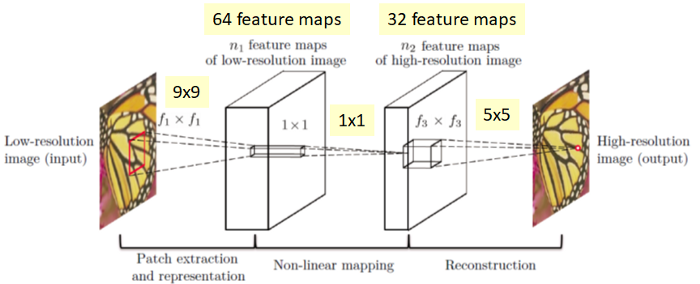 64 feature maps
32 feature maps
n₁ feature maps
of low-resolution image
n₂ feature maps
of high-resolution image
9x9
f₁ × f₁
1×1
1x1
f₃ × f₃
5x5
Low-resolution
image (input)
High-resolution
image (output)
Patch extraction
and representation
Non-linear mapping
Reconstruction